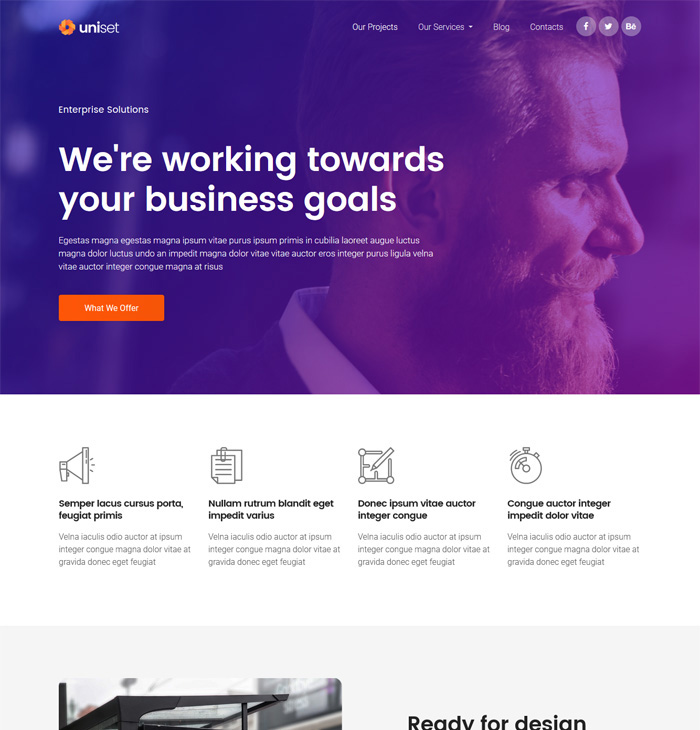 uniset
Our Projects Our Services Blog Contacts
Enterprise Solutions
We're working towards
your business goals
Egestas magna egestas magna ipsum vitae purus ipsum primis in cubilia laoreet augue luctus
magna dolor luctus undo an impedit magna dolor vitae vitae auctor eros integer purus ligula velna
vitae auctor integer congue magna at risus
What We Offer
Semper lacus cursus porta,
feugiat primis
Velna iaculis odio auctor at ipsum
integer congue magna dolor vitae at
gravida donec eget feugiat
Nullam rutrum blandit eget
impedit varius
Velna iaculis odio auctor at ipsum
integer congue magna dolor vitae at
gravida donec eget feugiat
Donec ipsum vitae auctor
integer congue
Velna iaculis odio auctor at ipsum
integer congue magna dolor vitae at
gravida donec eget feugiat
Congue auctor integer
impedit dolor vitae
Velna iaculis odio auctor at ipsum
integer congue magna dolor vitae at
gravida donec eget feugiat
Ready for design